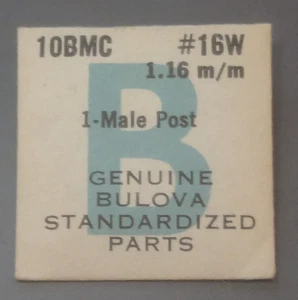 10BMC #16W
1.16 m/m
1-Male Post
B
GENUINE
BULOVA
STANDARDIZED
PARTS